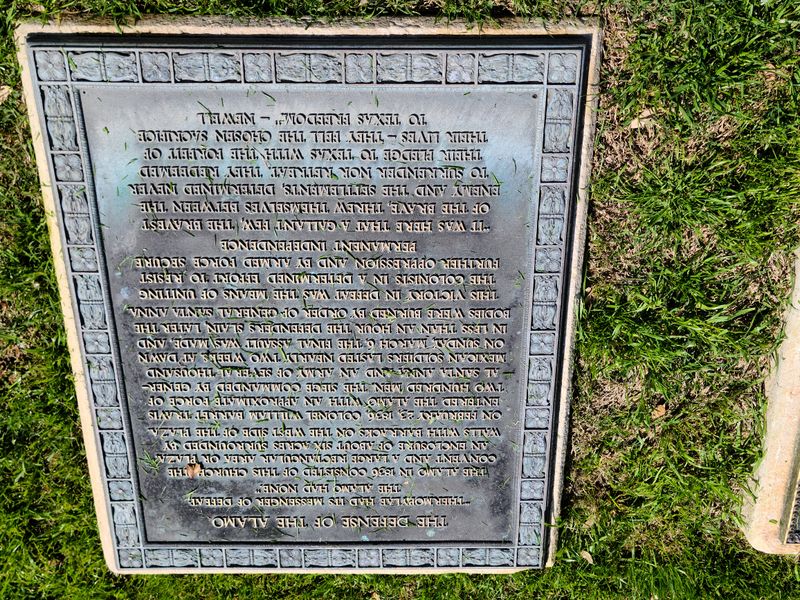 THE DEFENSE OF THE ALAMO
"THERMOPYLAE HAD ITS MESSENGER OF DEFEAT
THE ALAMO HAD NONE"
THE ALAMO IN 1836 CONSISTED OF THIS CHURCH, THE
CONVENT AND A LARGE RECTANGULAR AREA OR PLAZA,
AN ENCLOSURE OF ABOUT SIX ACRES SURROUNDED BY
WALLS WITH BARRACKS ON THE WEST SIDE OF THE PLAZA
ON FEBRUARY 23, 1836, COLONEL WILLIAM BARRET TRAVIS
ENTERED THE ALAMO WITH AN APPROXIMATE FORCE OF
TWO HUNDRED MEN. THE SIEGE COMMANDED BY GENER-
AL SANTA ANNA AND AN ARMY OF SEVERAL THOUSAND
MEXICAN SOLDIERS LASTED NEARLY TWO WEEKS. AT DAWN
ON SUNDAY, MARCH 6, THE FINAL ASSAULT WAS MADE, AND
IN LESS THAN AN HOUR THE DEFENDERS SLAIN, LATER THE
BODIES WERE BURNED BY ORDER OF GENERAL SANTA ANNA.
THIS VICTORY IN DEFEAT WAS THE MEANS OF UNITING
THE COLONISTS IN A DETERMINED EFFORT TO RESIST
FURTHER OPPRESSION AND BY ARMED FORCE SECURE
PERMANENT INDEPENDENCE
"IT WAS HERE THAT A GALLANT FEW, THE BRAVEST
OF THE BRAVE, THREW THEMSELVES BETWEEN THE
ENEMY AND THE SETTLEMENTS, DETERMINED NEVER
TO SURRENDER NOR RETREAT. THEY REDEEMED
THEIR PLEDGE TO TEXAS WITH THE FORFEIT OF
THEIR LIVES – THEY FELL THE CHOSEN SACRIFICE
TO TEXAS FREEDOM." – NEWELL